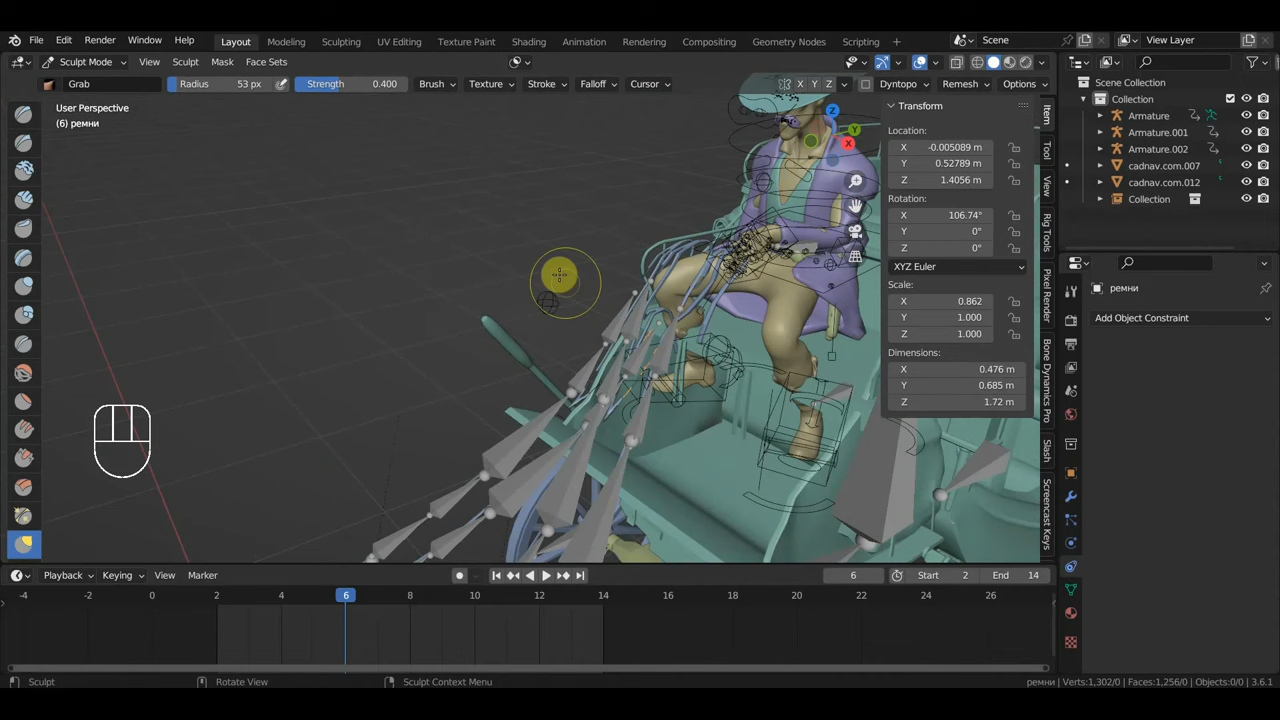 File Edit Render Window Help Layout Modeling Sculpting UV Editing Texture Paint Shading Animation Rendering Compositing Geometry Nodes Scripting + Scene View Layer
Sculpt Mode View Sculpt Mask Face Sets
Grab Radius 53 px Strength 0.400 Brush Texture Stroke Falloff Cursor X Y Z Dyntopo Remesh Options
User Perspective
(6) ремни
Z
Y
X
Transform
Location:
X -0.005089 m
Y 0.52789 m
Z 1.4056 m
Rotation:
X 106.74°
Y 0°
Z 0°
XYZ Euler
Scale:
X 0.862
Y 1.000
Z 1.000
Dimensions:
X 0.476 m
Y 0.685 m
Z 1.72 m
Item
Tool
View
Rig Tools
Pixel Render
Bone Dynamics Pro
Slash
Screencast Keys
Scene Collection
Collection
Armature
Armature.001
Armature.002
cadnav.com.007
cadnav.com.012
Collection
ремни
Add Object Constraint
Playback Keying View Marker 6 Start 2 End 14
-4 -2 0 2 4 6 8 10 12 14 16 18 20 22 24 26
Sculpt Rotate View Sculpt Context Menu ремни | Verts:1,302/0 | Faces:1,256/0 | Objects:0/0 | 3.6.1